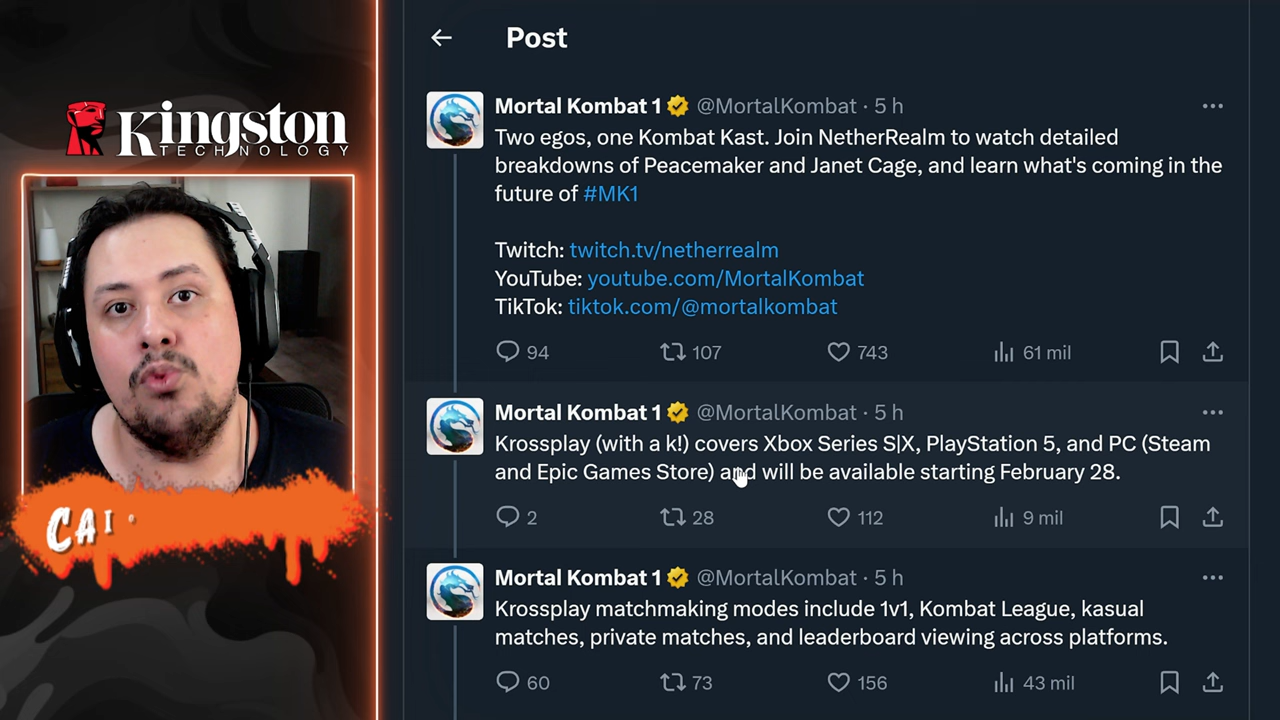 Kingston
TECHNOLOGY
CAI
Post
Mortal Kombat 1 @MortalKombat · 5 h
Two egos, one Kombat Kast. Join NetherRealm to watch detailed
breakdowns of Peacemaker and Janet Cage, and learn what's coming in the
future of #MK1
Twitch: twitch.tv/netherrealm
YouTube: youtube.com/MortalKombat
TikTok: tiktok.com/@mortalkombat
94 107 743 61 mil
Mortal Kombat 1 @MortalKombat · 5 h
Krossplay (with a k!) covers Xbox Series S|X, PlayStation 5, and PC (Steam
and Epic Games Store) and will be available starting February 28.
2 28 112 9 mil
Mortal Kombat 1 @MortalKombat · 5 h
Krossplay matchmaking modes include 1v1, Kombat League, kasual
matches, private matches, and leaderboard viewing across platforms.
60 73 156 43 mil